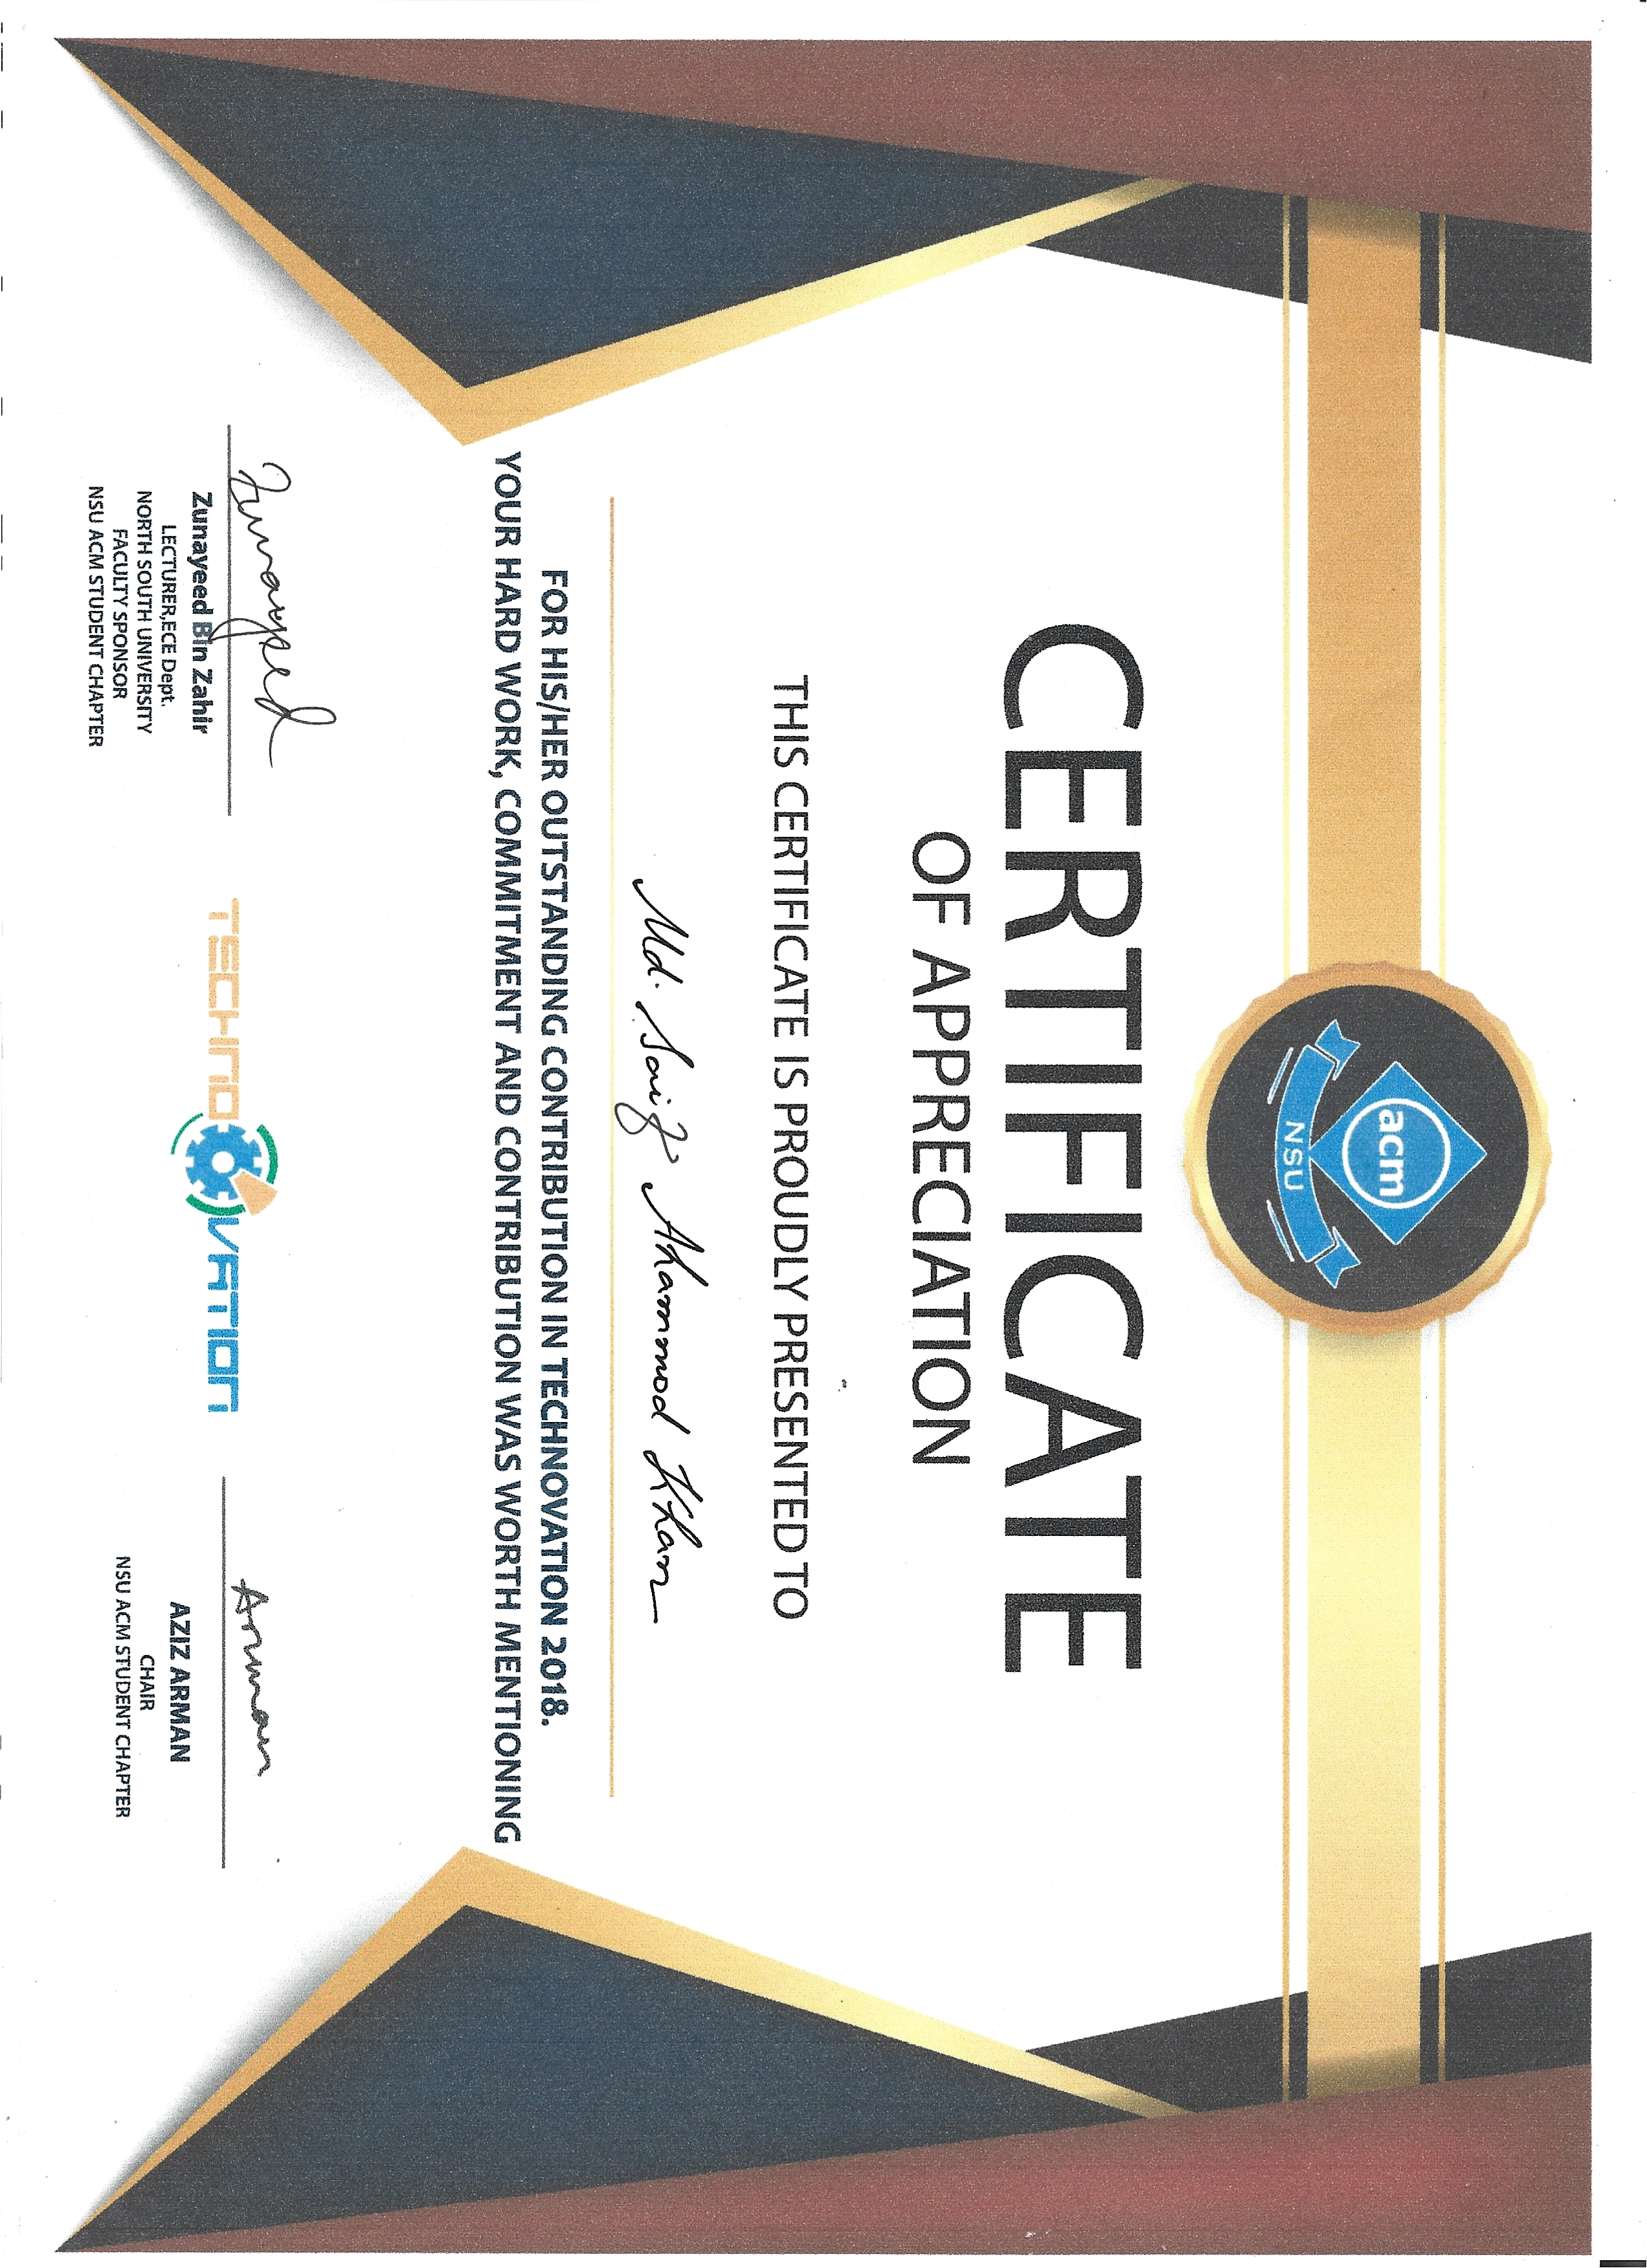 acm
NSU
CERTIFICATE
OF APPRECIATION
THIS CERTIFICATE IS PROUDLY PRESENTED TO
Md. Saif Ahammod Khan
FOR HIS/HER OUTSTANDING CONTRIBUTION IN TECHNOVATION 2018.
YOUR HARD WORK, COMMITMENT AND CONTRIBUTION WAS WORTH MENTIONING
Zunayeed
Zunayeed Bin Zahir
LECTURER,ECE Dept.
NORTH SOUTH UNIVERSITY
FACULTY SPONSOR
NSU ACM STUDENT CHAPTER
TECHNOVATION
Arman
AZIZ ARMAN
CHAIR
NSU ACM STUDENT CHAPTER